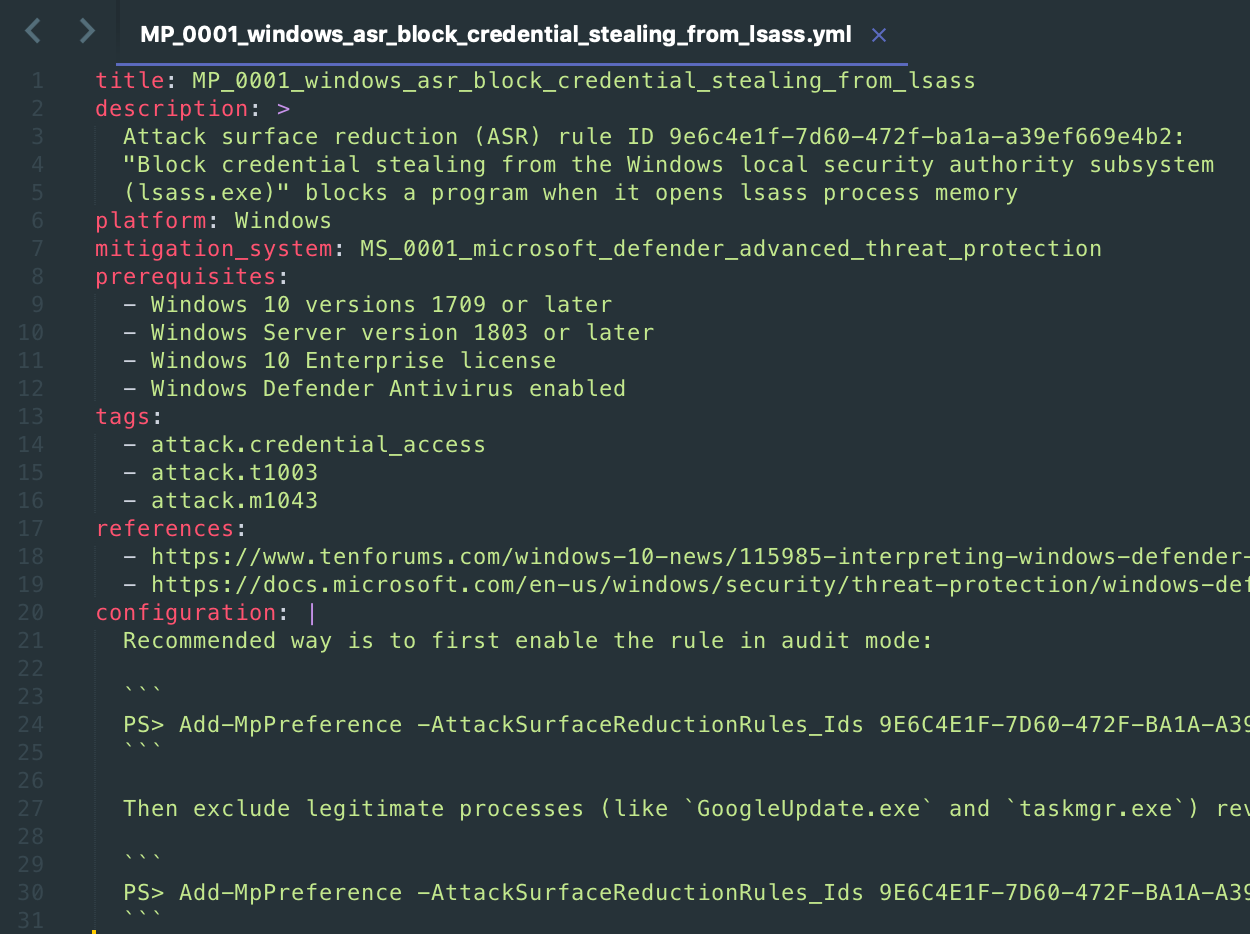 MP_0001_windows_asr_block_credential_stealing_from_lsass.yml ×
1 title: MP_0001_windows_asr_block_credential_stealing_from_lsass
2 description: >
3 Attack surface reduction (ASR) rule ID 9e6c4e1f-7d60-472f-ba1a-a39ef669e4b2:
4 "Block credential stealing from the Windows local security authority subsystem
5 (lsass.exe)" blocks a program when it opens lsass process memory
6 platform: Windows
7 mitigation_system: MS_0001_microsoft_defender_advanced_threat_protection
8 prerequisites:
9 - Windows 10 versions 1709 or later
10 - Windows Server version 1803 or later
11 - Windows 10 Enterprise license
12 - Windows Defender Antivirus enabled
13 tags:
14 - attack.credential_access
15 - attack.t1003
16 - attack.m1043
17 references:
18 - https://www.tenforums.com/windows-10-news/115985-interpreting-windows-defender-
19 - https://docs.microsoft.com/en-us/windows/security/threat-protection/windows-def
20 configuration: |
21 Recommended way is to first enable the rule in audit mode:
22
23 ```
24 PS> Add-MpPreference -AttackSurfaceReductionRules_Ids 9E6C4E1F-7D60-472F-BA1A-A39
25 ```
26
27 Then exclude legitimate processes (like `GoogleUpdate.exe` and `taskmgr.exe`) rev
28
29 ```
30 PS> Add-MpPreference -AttackSurfaceReductionRules_Ids 9E6C4E1F-7D60-472F-BA1A-A39
31 ```